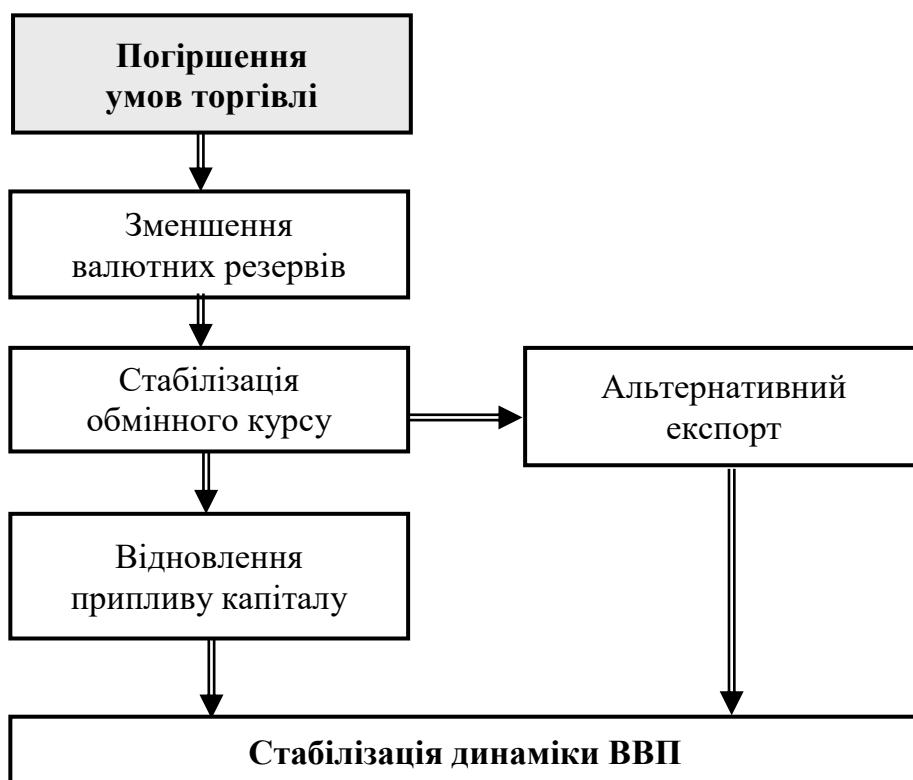 Погіршення
умов торгівлі
Зменшення
валютних резервів
Стабілізація
обмінного курсу
Альтернативний
експорт
Відновлення
припливу капіталу
Стабілізація динаміки ВВП